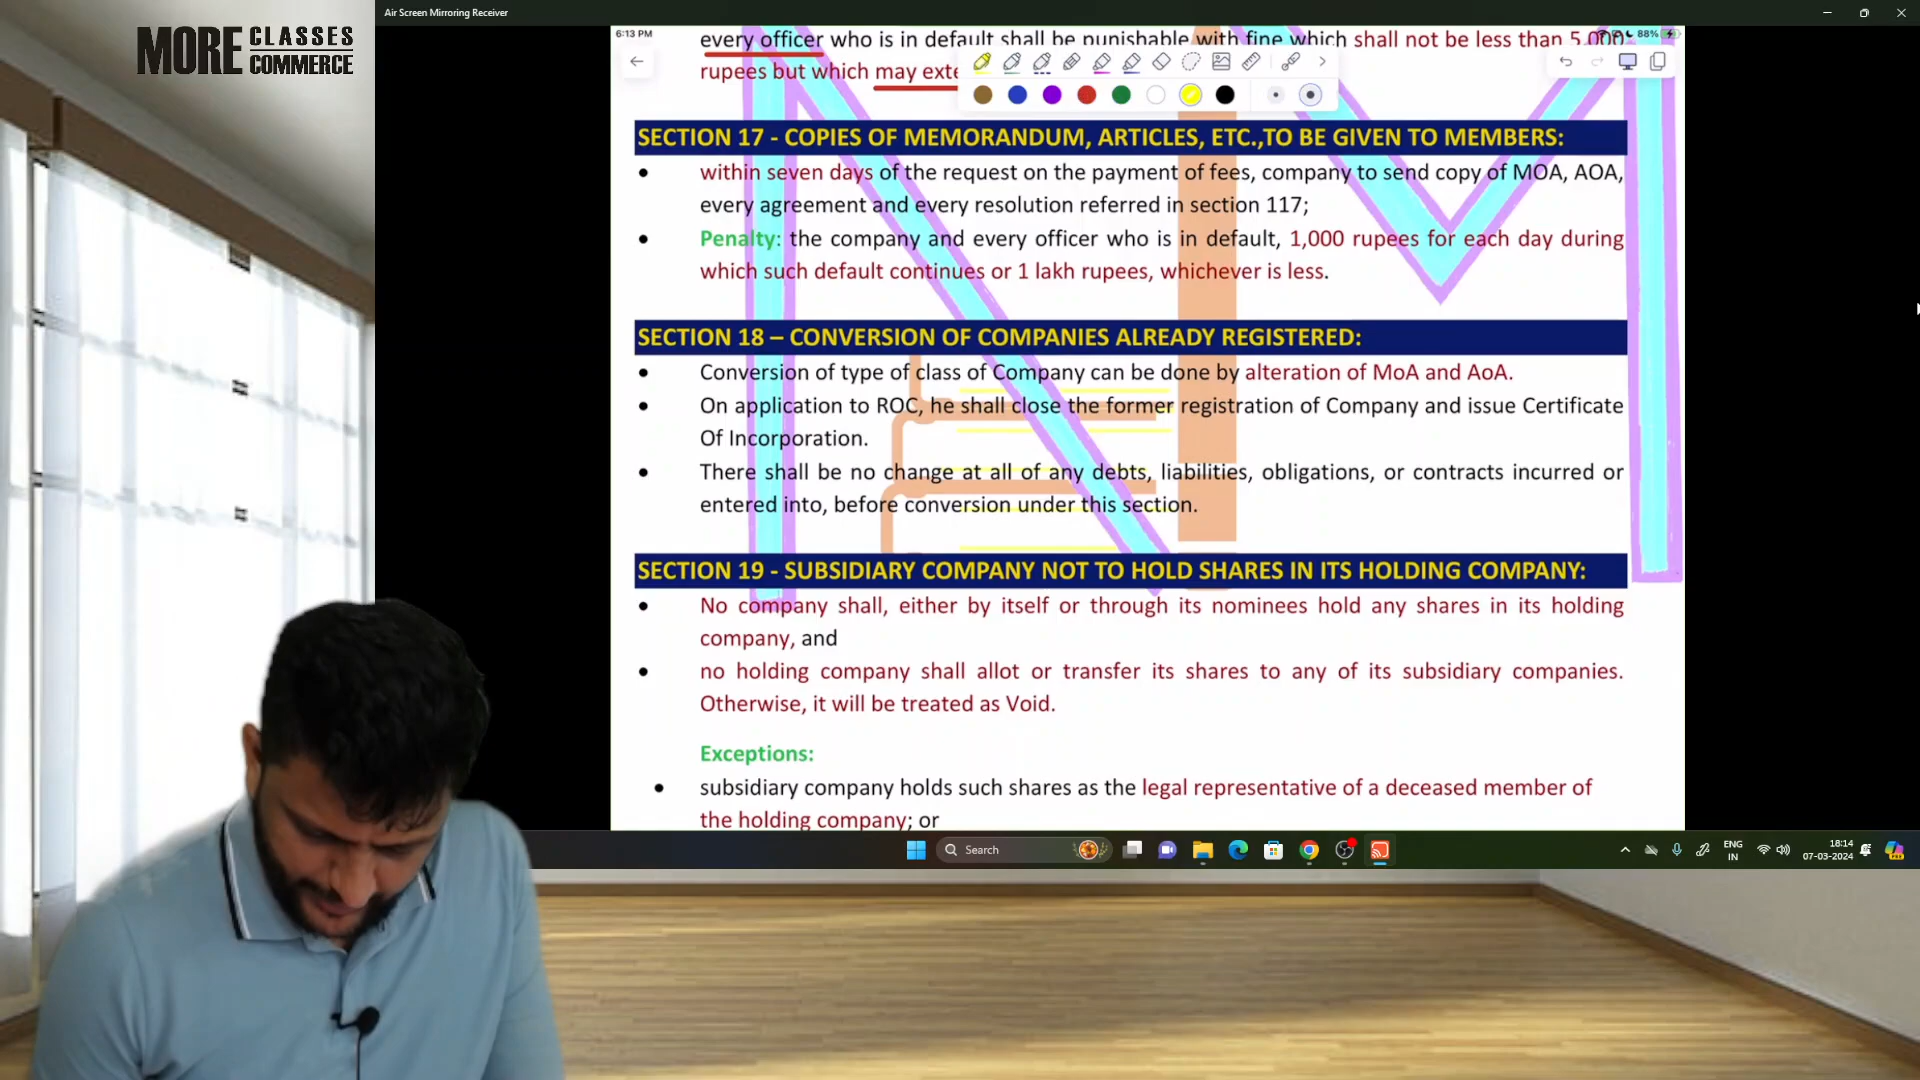 MORE CLASSES COMMERCE
Air Screen Mirroring Receiver
6:13 PM
88%
every officer who is in default shall be punishable with fine which shall not be less than 5,000
rupees but which may exte
SECTION 17 - COPIES OF MEMORANDUM, ARTICLES, ETC.,TO BE GIVEN TO MEMBERS:
• within seven days of the request on the payment of fees, company to send copy of MOA, AOA,
every agreement and every resolution referred in section 117;
• Penalty: the company and every officer who is in default, 1,000 rupees for each day during
which such default continues or 1 lakh rupees, whichever is less.
SECTION 18 – CONVERSION OF COMPANIES ALREADY REGISTERED:
• Conversion of type of class of Company can be done by alteration of MoA and AoA.
• On application to ROC, he shall close the former registration of Company and issue Certificate
Of Incorporation.
• There shall be no change at all of any debts, liabilities, obligations, or contracts incurred or
entered into, before conversion under this section.
SECTION 19 - SUBSIDIARY COMPANY NOT TO HOLD SHARES IN ITS HOLDING COMPANY:
• No company shall, either by itself or through its nominees hold any shares in its holding
company, and
• no holding company shall allot or transfer its shares to any of its subsidiary companies.
Otherwise, it will be treated as Void.
Exceptions:
• subsidiary company holds such shares as the legal representative of a deceased member of
the holding company; or
Search
ENG
IN
18:14
07-03-2024